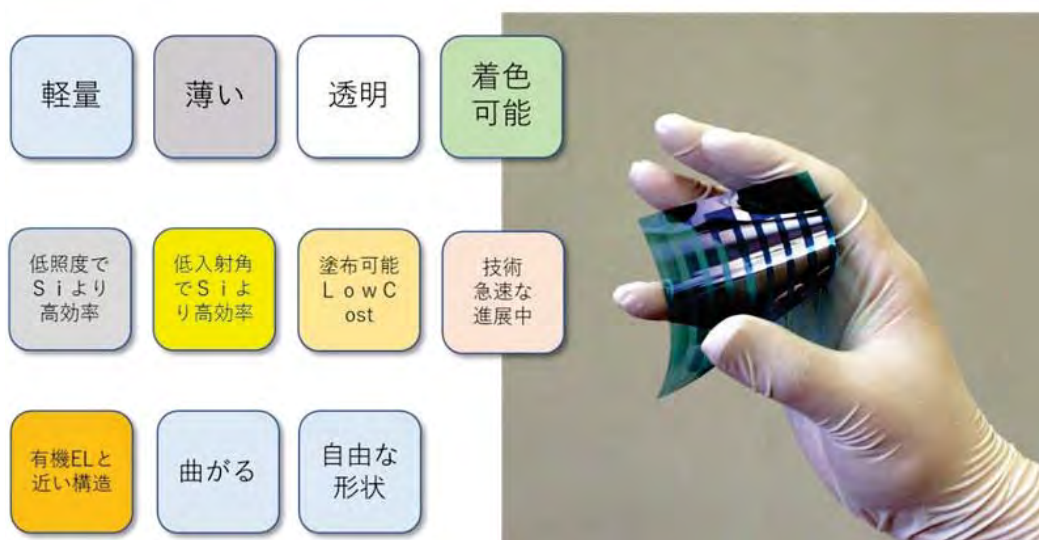 軽量
薄い
透明
着色
可能
低照度で
Ｓｉより
高効率
低入射角
でＳｉよ
り高効率
塗布可能
ＬｏｗＣ
ost
技術
急速な
進展中
有機ELと
近い構造
曲がる
自由な
形状